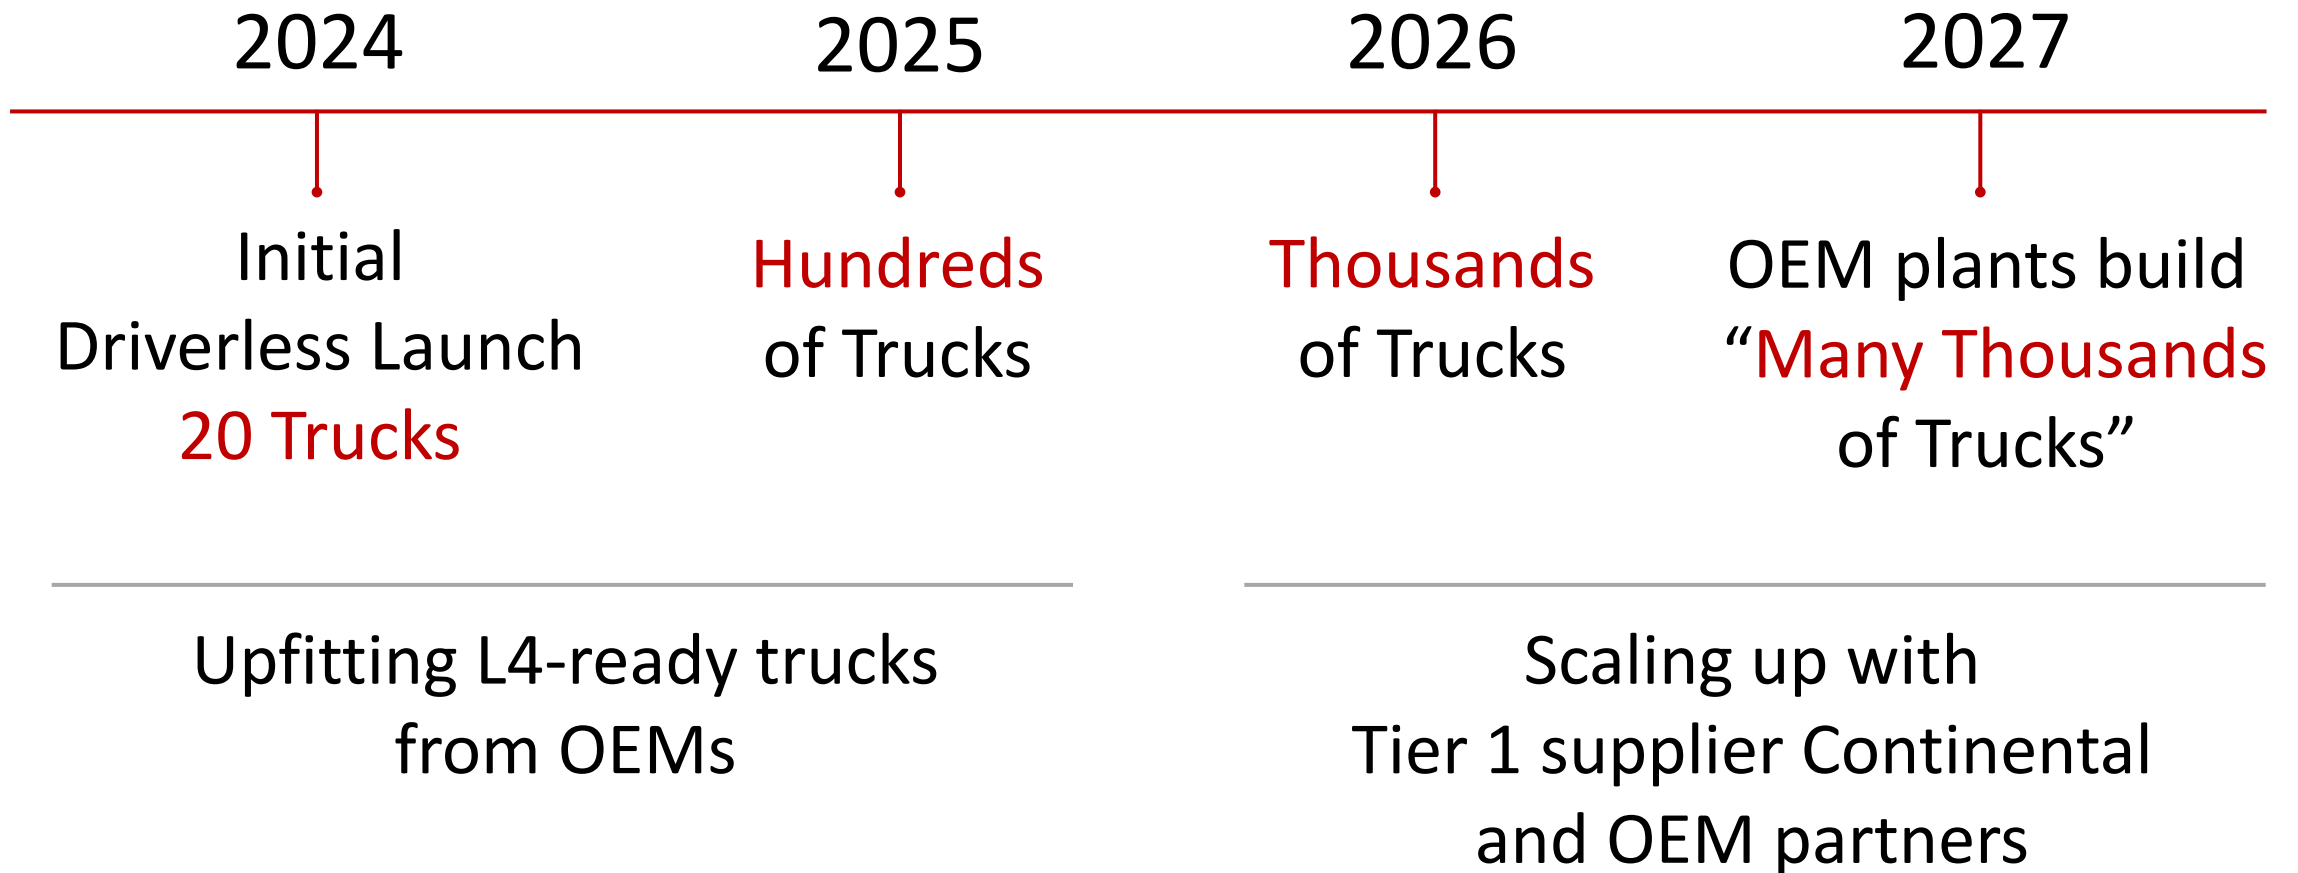 2024
2025
2026
2027
Initial
Driverless Launch
20 Trucks
Hundreds
of Trucks
Thousands
of Trucks
OEM plants build
“Many Thousands
of Trucks”
Upfitting L4-ready trucks
from OEMs
Scaling up with
Tier 1 supplier Continental
and OEM partners